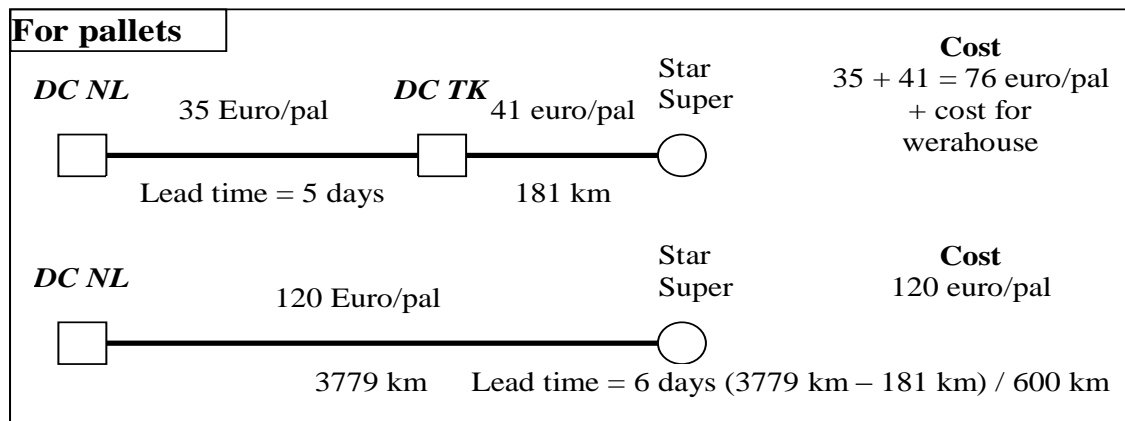 For pallets
DC NL
35 Euro/pal
DC TK
41 euro/pal
Star
Super
Cost
35 + 41 = 76 euro/pal
+ cost for
werahouse
Lead time = 5 days
181 km
DC NL
120 Euro/pal
Star
Super
Cost
120 euro/pal
3779 km
Lead time = 6 days (3779 km – 181 km) / 600 km